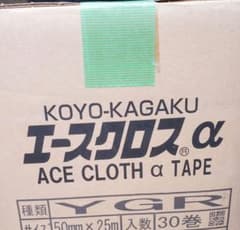 KOYO-KAGAKU
エースクロス®α
ACE CLOTH α TAPE
種類 YGR
サイズ 50mm×25m 入数 30巻